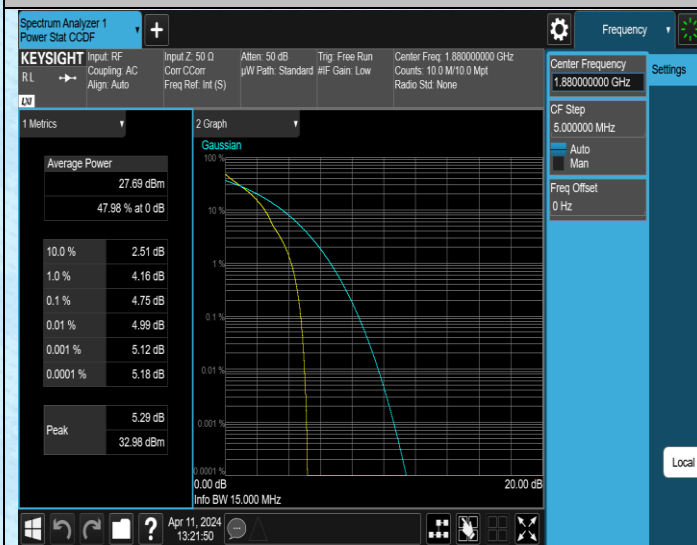 Spectrum Analyzer 1
Power Stat CCDF
Frequency
KEYSIGHT
RL
LXI
Input: RF
Coupling: AC
Align: Auto
Input Z: 50 Ω
Corr CCorr
Freq Ref: Int (S)
Atten: 50 dB
µW Path: Standard
Trig: Free Run
#IF Gain: Low
Center Freq: 1.880000000 GHz
Counts: 10.0 M/10.0 Mpt
Radio Std: None
Center Frequency
1.880000000 GHz
Settings
CF Step
5.000000 MHz
Auto
Man
Freq Offset
0 Hz
1 Metrics
Average Power
27.69 dBm
47.98 % at 0 dB
10.0 % 2.51 dB
1.0 % 4.16 dB
0.1 % 4.75 dB
0.01 % 4.99 dB
0.001 % 5.12 dB
0.0001 % 5.18 dB
Peak
5.29 dB
32.98 dBm
2 Graph
Gaussian
100 %
10 %
1 %
0.1 %
0.01 %
0.001 %
0.0001 %
0.00 dB 20.00 dB
Info BW 15.000 MHz
Local
?
Apr 11, 2024
13:21:50